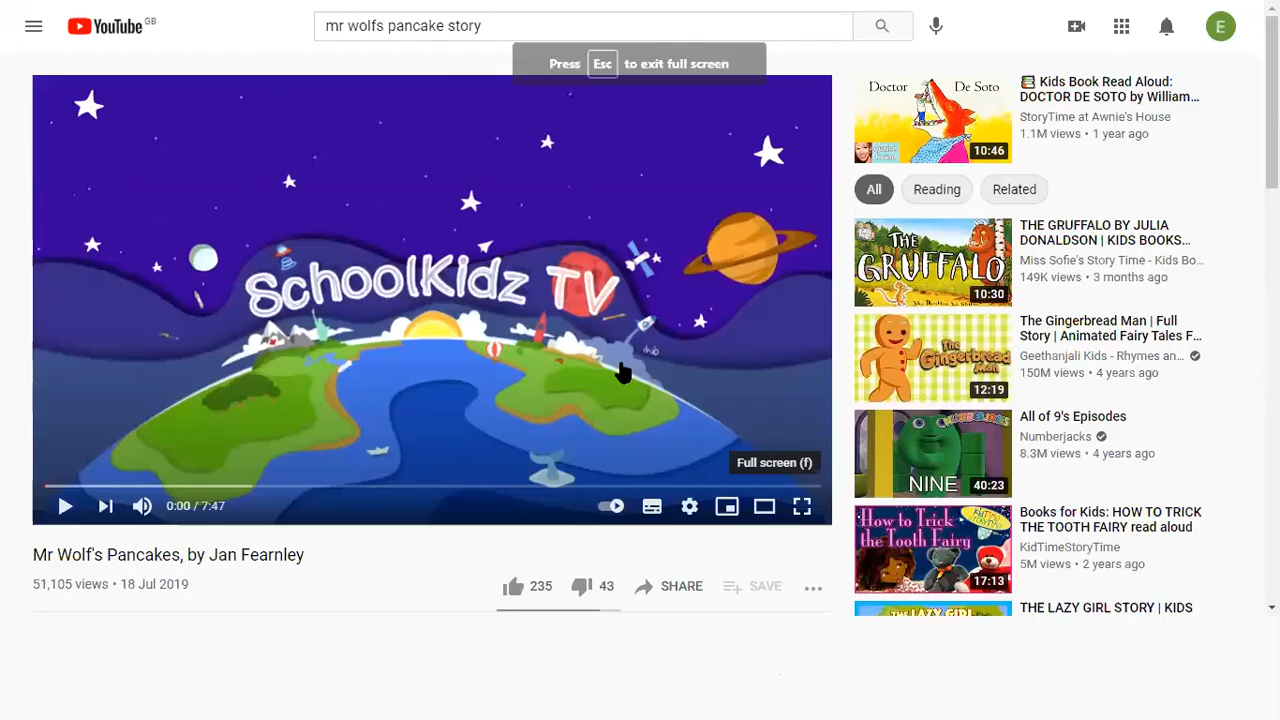 YouTube GB
mr wolfs pancake story
E
Press Esc to exit full screen
SchoolKidz TV
Full screen (f)
0:00 / 7:47
Mr Wolf's Pancakes, by Jan Fearnley
51,105 views • 18 Jul 2019
235 43 SHARE SAVE
Doctor De Soto
10:46
Kids Book Read Aloud:
DOCTOR DE SOTO by William...
StoryTime at Awnie's House
1.1M views • 1 year ago
All Reading Related
THE GRUFFALO
10:30
THE GRUFFALO BY JULIA
DONALDSON | KIDS BOOKS...
Miss Sofie's Story Time - Kids Bo...
149K views • 3 months ago
The Gingerbread Man
12:19
The Gingerbread Man | Full
Story | Animated Fairy Tales F...
Geethanjali Kids - Rhymes an...
150M views • 4 years ago
NUMBERJACKS
NINE
40:23
All of 9's Episodes
Numberjacks
8.3M views • 4 years ago
How to Trick
the Tooth Fairy
KidTime
StoryTime
17:13
Books for Kids: HOW TO TRICK
THE TOOTH FAIRY read aloud
KidTimeStoryTime
5M views • 2 years ago
THE LAZY GIRL
THE LAZY GIRL STORY | KIDS